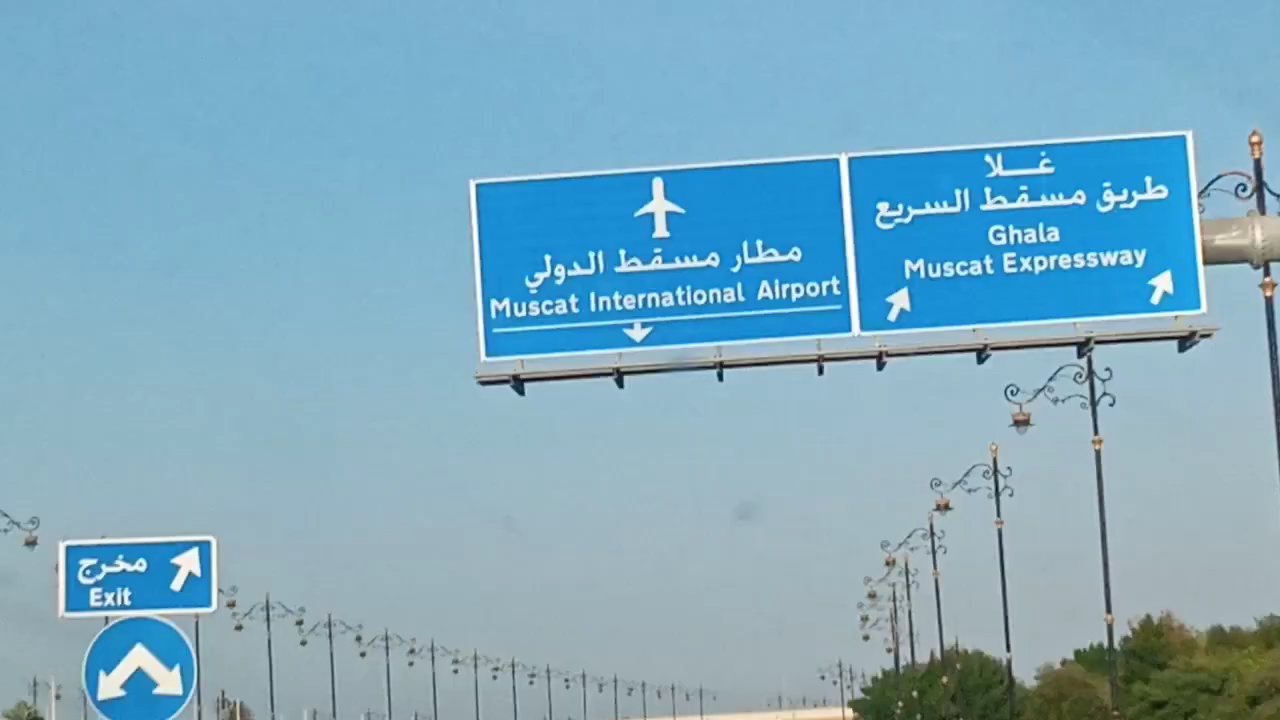 مطار مسقط الدولي
Muscat International Airport
غلا
طريق مسقط السريع
Ghala
Muscat Expressway
مخرج
Exit